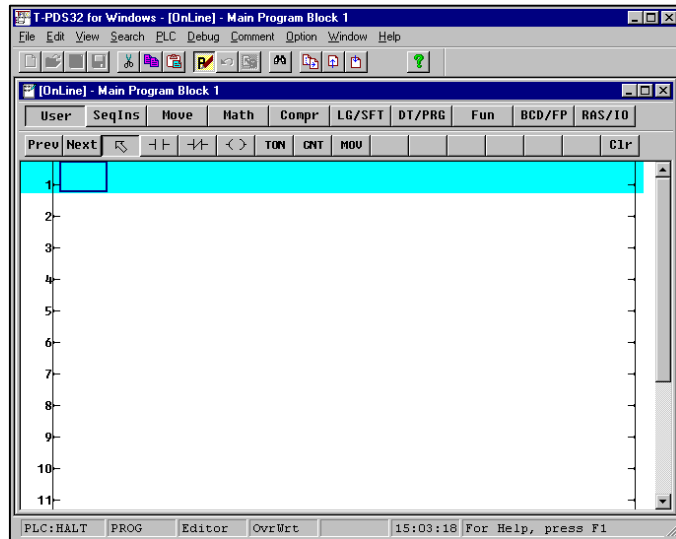 T-PDS32 for Windows - [OnLine] - Main Program Block 1
File Edit View Search PLC Debug Comment Option Window Help
[OnLine] - Main Program Block 1
User SeqIns Move Math Compr LG/SFT DT/PRG Fun BCD/FP RAS/IO
Prev Next TON CNT MOV Clr
1
2
3
4
5
6
7
8
9
10
11
PLC:HALT PROG Editor OvrWrt 15:03:18 For Help, press F1